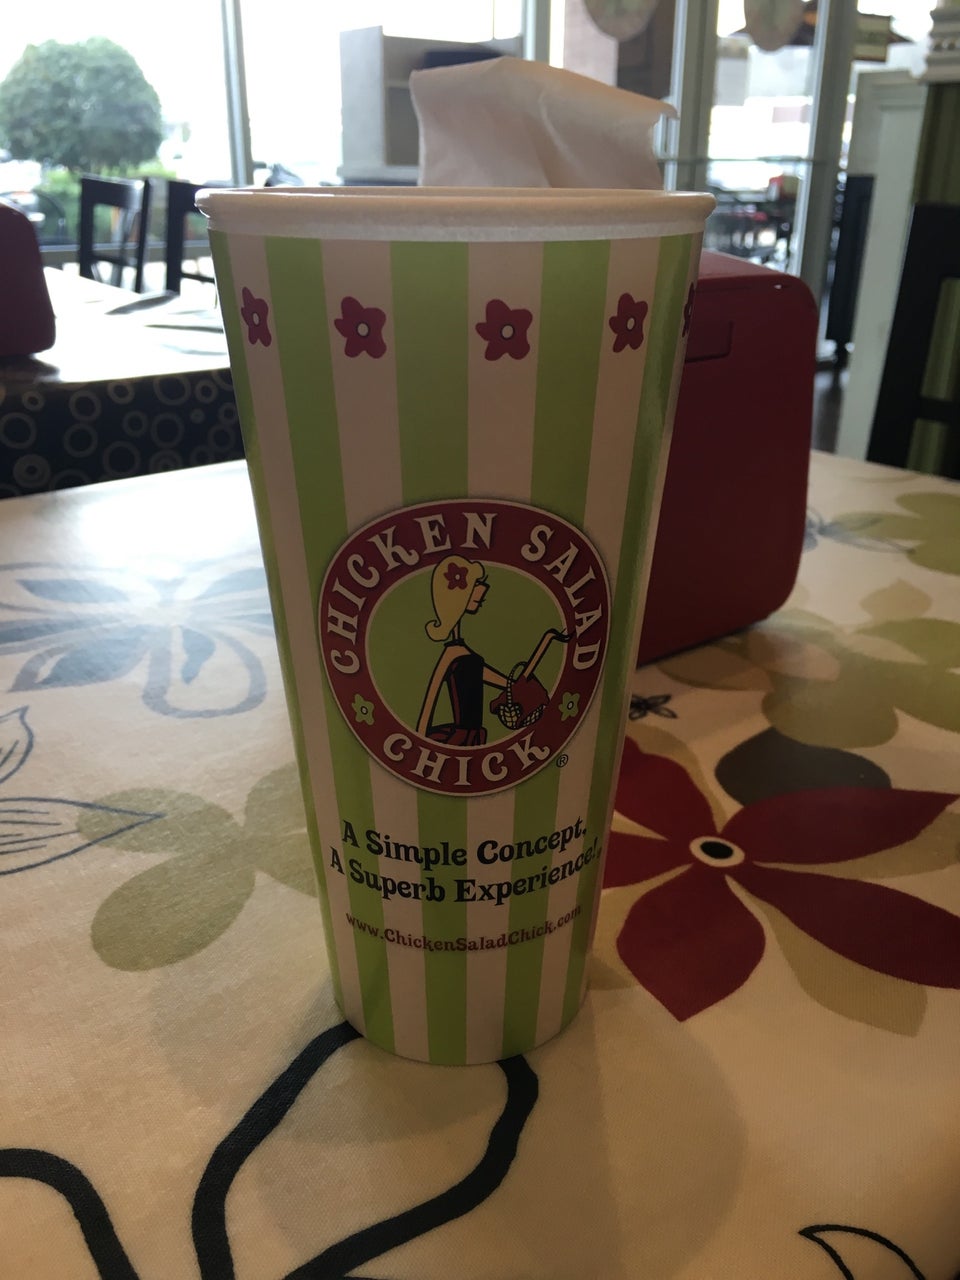 CHICKEN SALAD
CHICK®
A Simple Concept.
A Superb Experience!
www.ChickenSaladChick.com